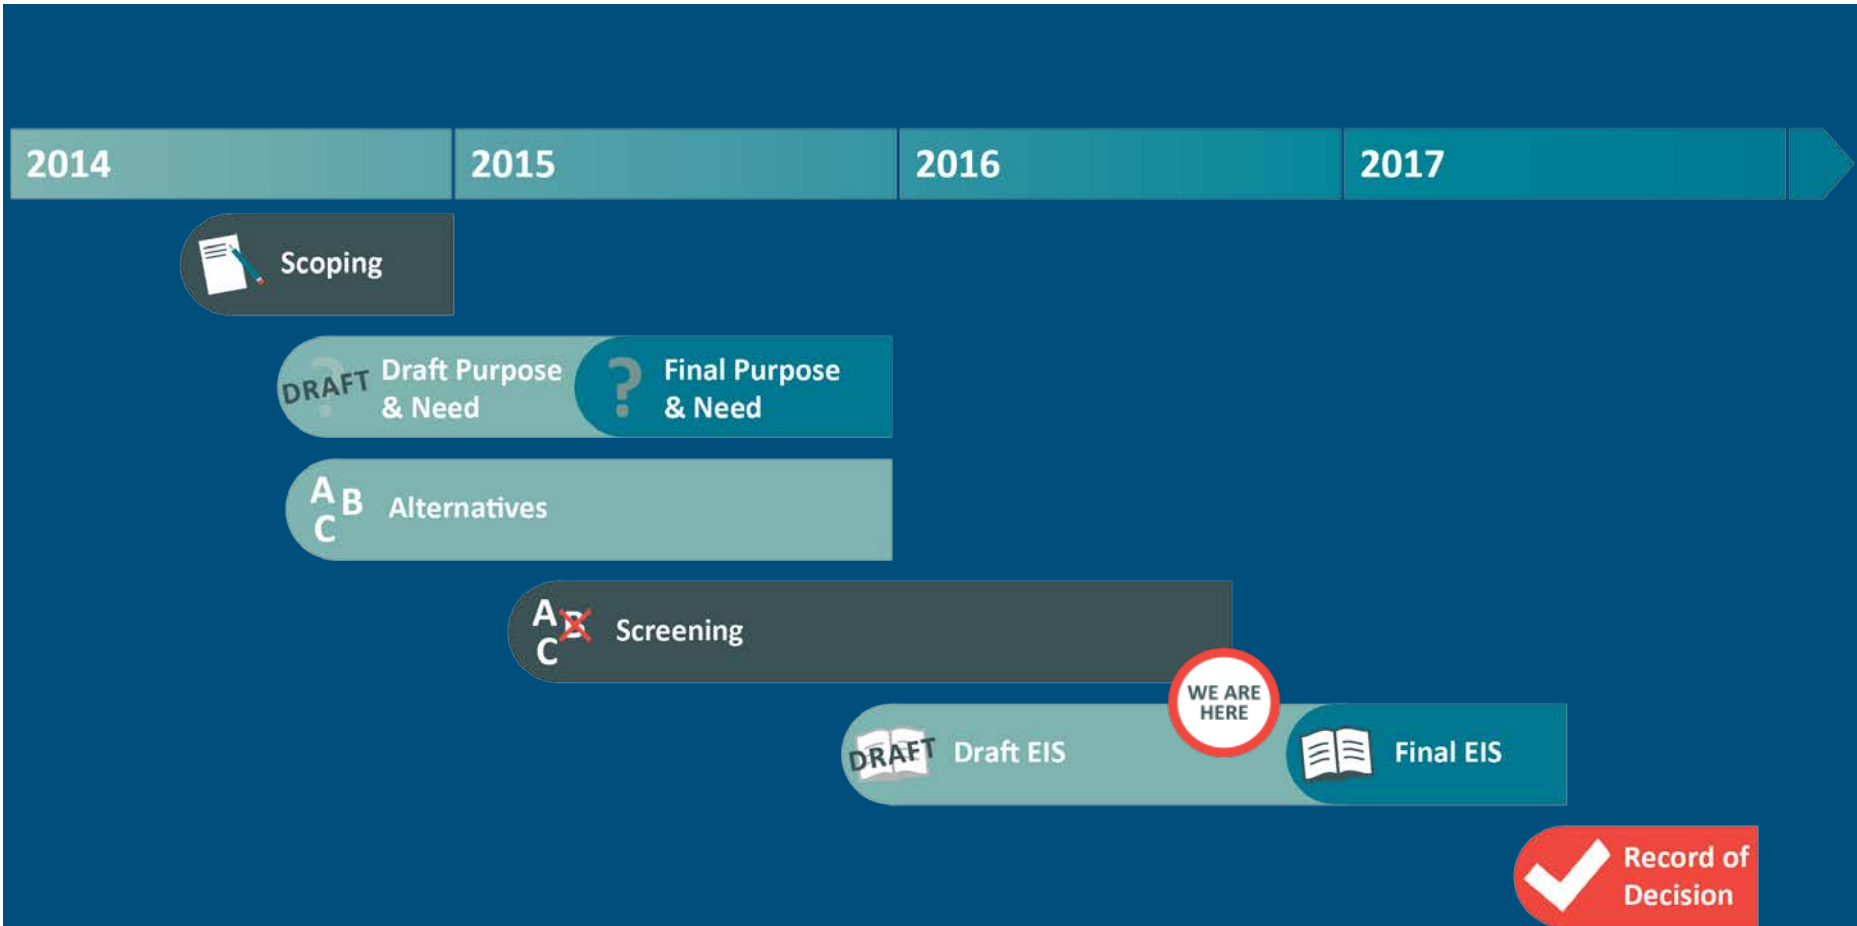 2014 2015 2016 2017
Scoping
DRAFT
Draft Purpose
& Need
?
Final Purpose
& Need
A B
C
Alternatives
A B
C
Screening
WE ARE
HERE
DRAFT
Draft EIS
Final EIS
Record of
Decision